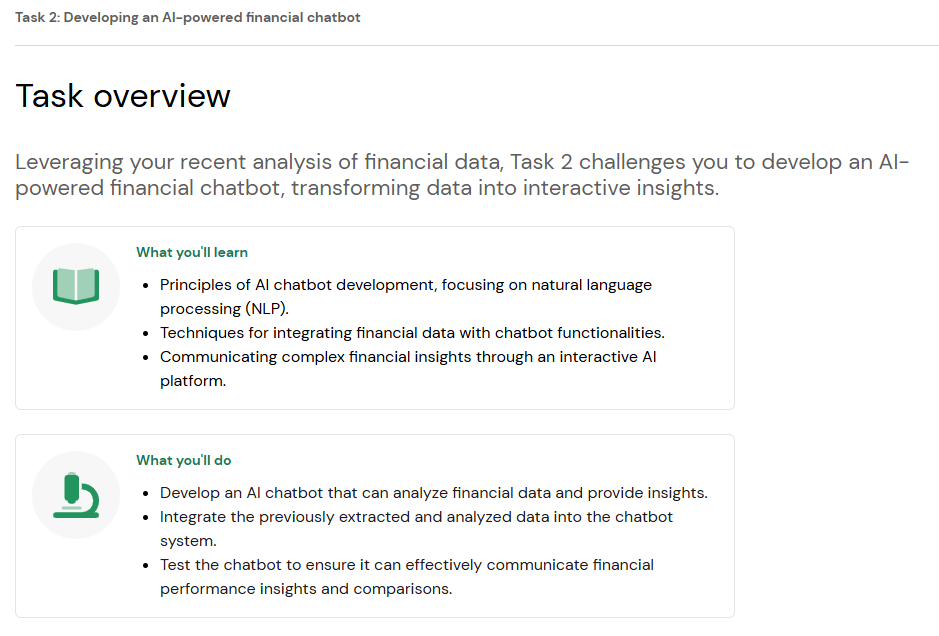 Task 2: Developing an AI-powered financial chatbot
Task overview
Leveraging your recent analysis of financial data, Task 2 challenges you to develop an AI-
powered financial chatbot, transforming data into interactive insights.
What you'll learn
• Principles of AI chatbot development, focusing on natural language
processing (NLP).
• Techniques for integrating financial data with chatbot functionalities.
• Communicating complex financial insights through an interactive AI
platform.
What you'll do
• Develop an AI chatbot that can analyze financial data and provide insights.
• Integrate the previously extracted and analyzed data into the chatbot
system.
• Test the chatbot to ensure it can effectively communicate financial
performance insights and comparisons.